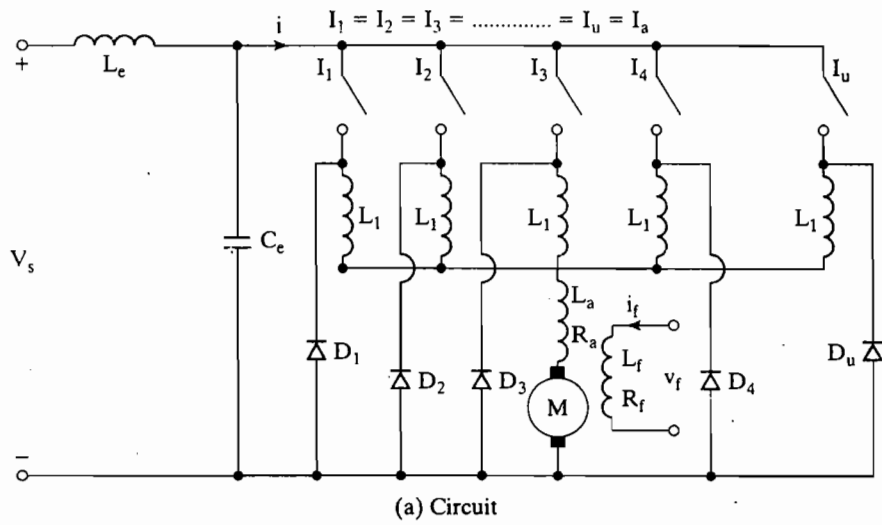 i I₁ = I₂ = I₃ = ............. = Iᵤ = Iₐ
+ Lₑ I₁ I₂ I₃ I₄ Iᵤ
L₁ L₁ L₁ L₁ L₁
Vₛ Cₑ
Lₐ i_f
Rₐ L_f v_f
D₁ D₂ D₃ M R_f D₄ Dᵤ
−
(a) Circuit